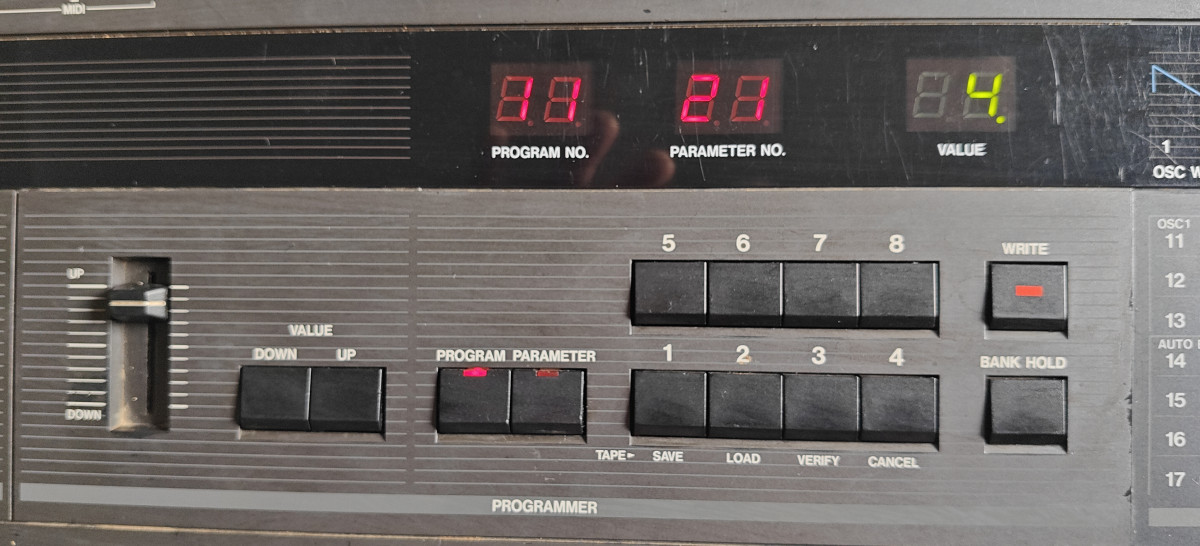 MIDI
11 21 4.
PROGRAM NO. PARAMETER NO. VALUE
1
OSC W
OSC1
5 6 7 8 WRITE 11
UP 12
13
VALUE
AUTO
DOWN UP PROGRAM PARAMETER 1 2 3 4 BANK HOLD 14
15
DOWN 16
TAPE SAVE LOAD VERIFY CANCEL
17
PROGRAMMER